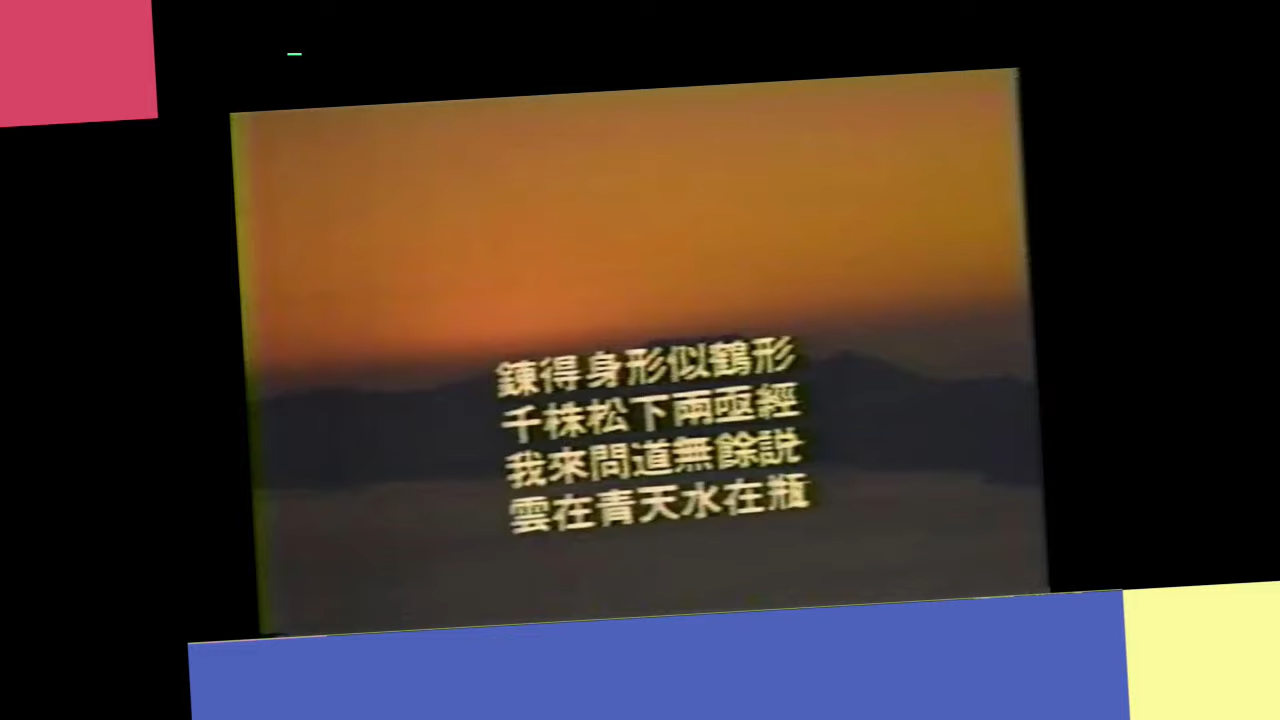 鍊得身形似鶴形
千株松下兩函經
我來問道無餘説
雲在青天水在瓶